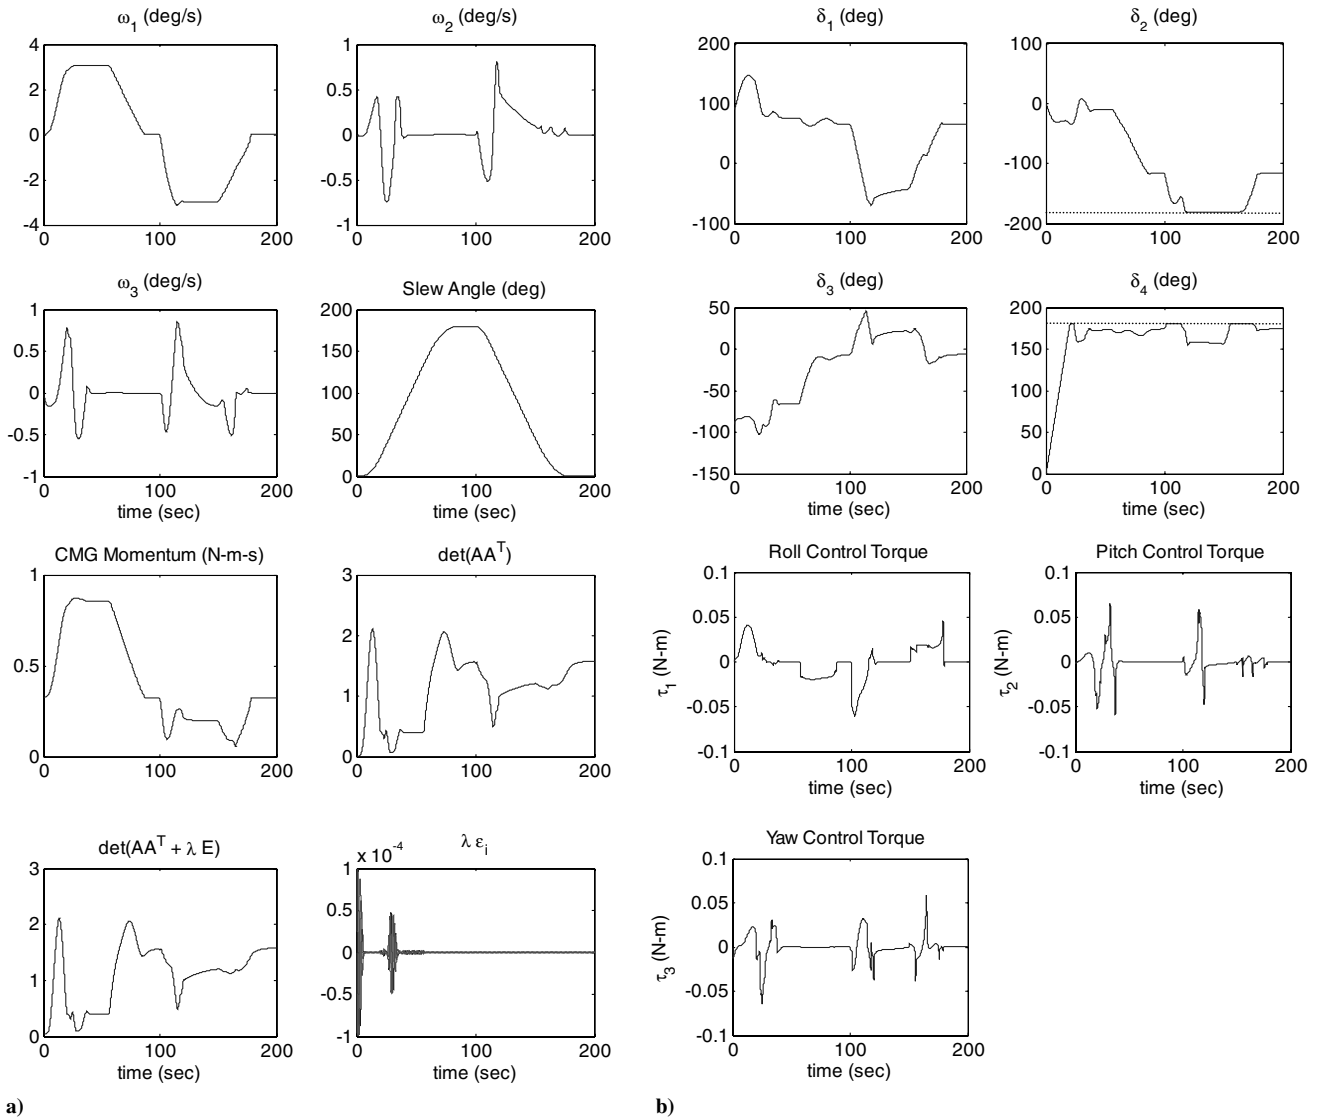 ω1 (deg/s)
4
2
0
-2
-4
0 100 200
ω2 (deg/s)
1
0.5
0
-0.5
-1
0 100 200
ω3 (deg/s)
1
0.5
0
-0.5
-1
0 100 200
time (sec)
Slew Angle (deg)
200
150
100
50
0
0 100 200
time (sec)
CMG Momentum (N-m-s)
1
0.5
0
0 100 200
det(AA^T)
3
2
1
0
0 100 200
det(AA^T + λ E)
3
2
1
0
0 100 200
time (sec)
λ εi
x 10^-4
1
0.5
0
-0.5
-1
0 100 200
time (sec)
a)
δ1 (deg)
200
100
0
-100
0 100 200
δ2 (deg)
100
0
-100
-200
0 100 200
δ3 (deg)
50
0
-50
-100
-150
0 100 200
time (sec)
δ4 (deg)
200
150
100
50
0
0 100 200
time (sec)
Roll Control Torque
τ1 (N-m)
0.1
0.05
0
-0.05
-0.1
0 100 200
time (sec)
Pitch Control Torque
τ2 (N-m)
0.1
0.05
0
-0.05
-0.1
0 100 200
time (sec)
Yaw Control Torque
τ3 (N-m)
0.1
0.05
0
-0.05
-0.1
0 100 200
time (sec)
b)